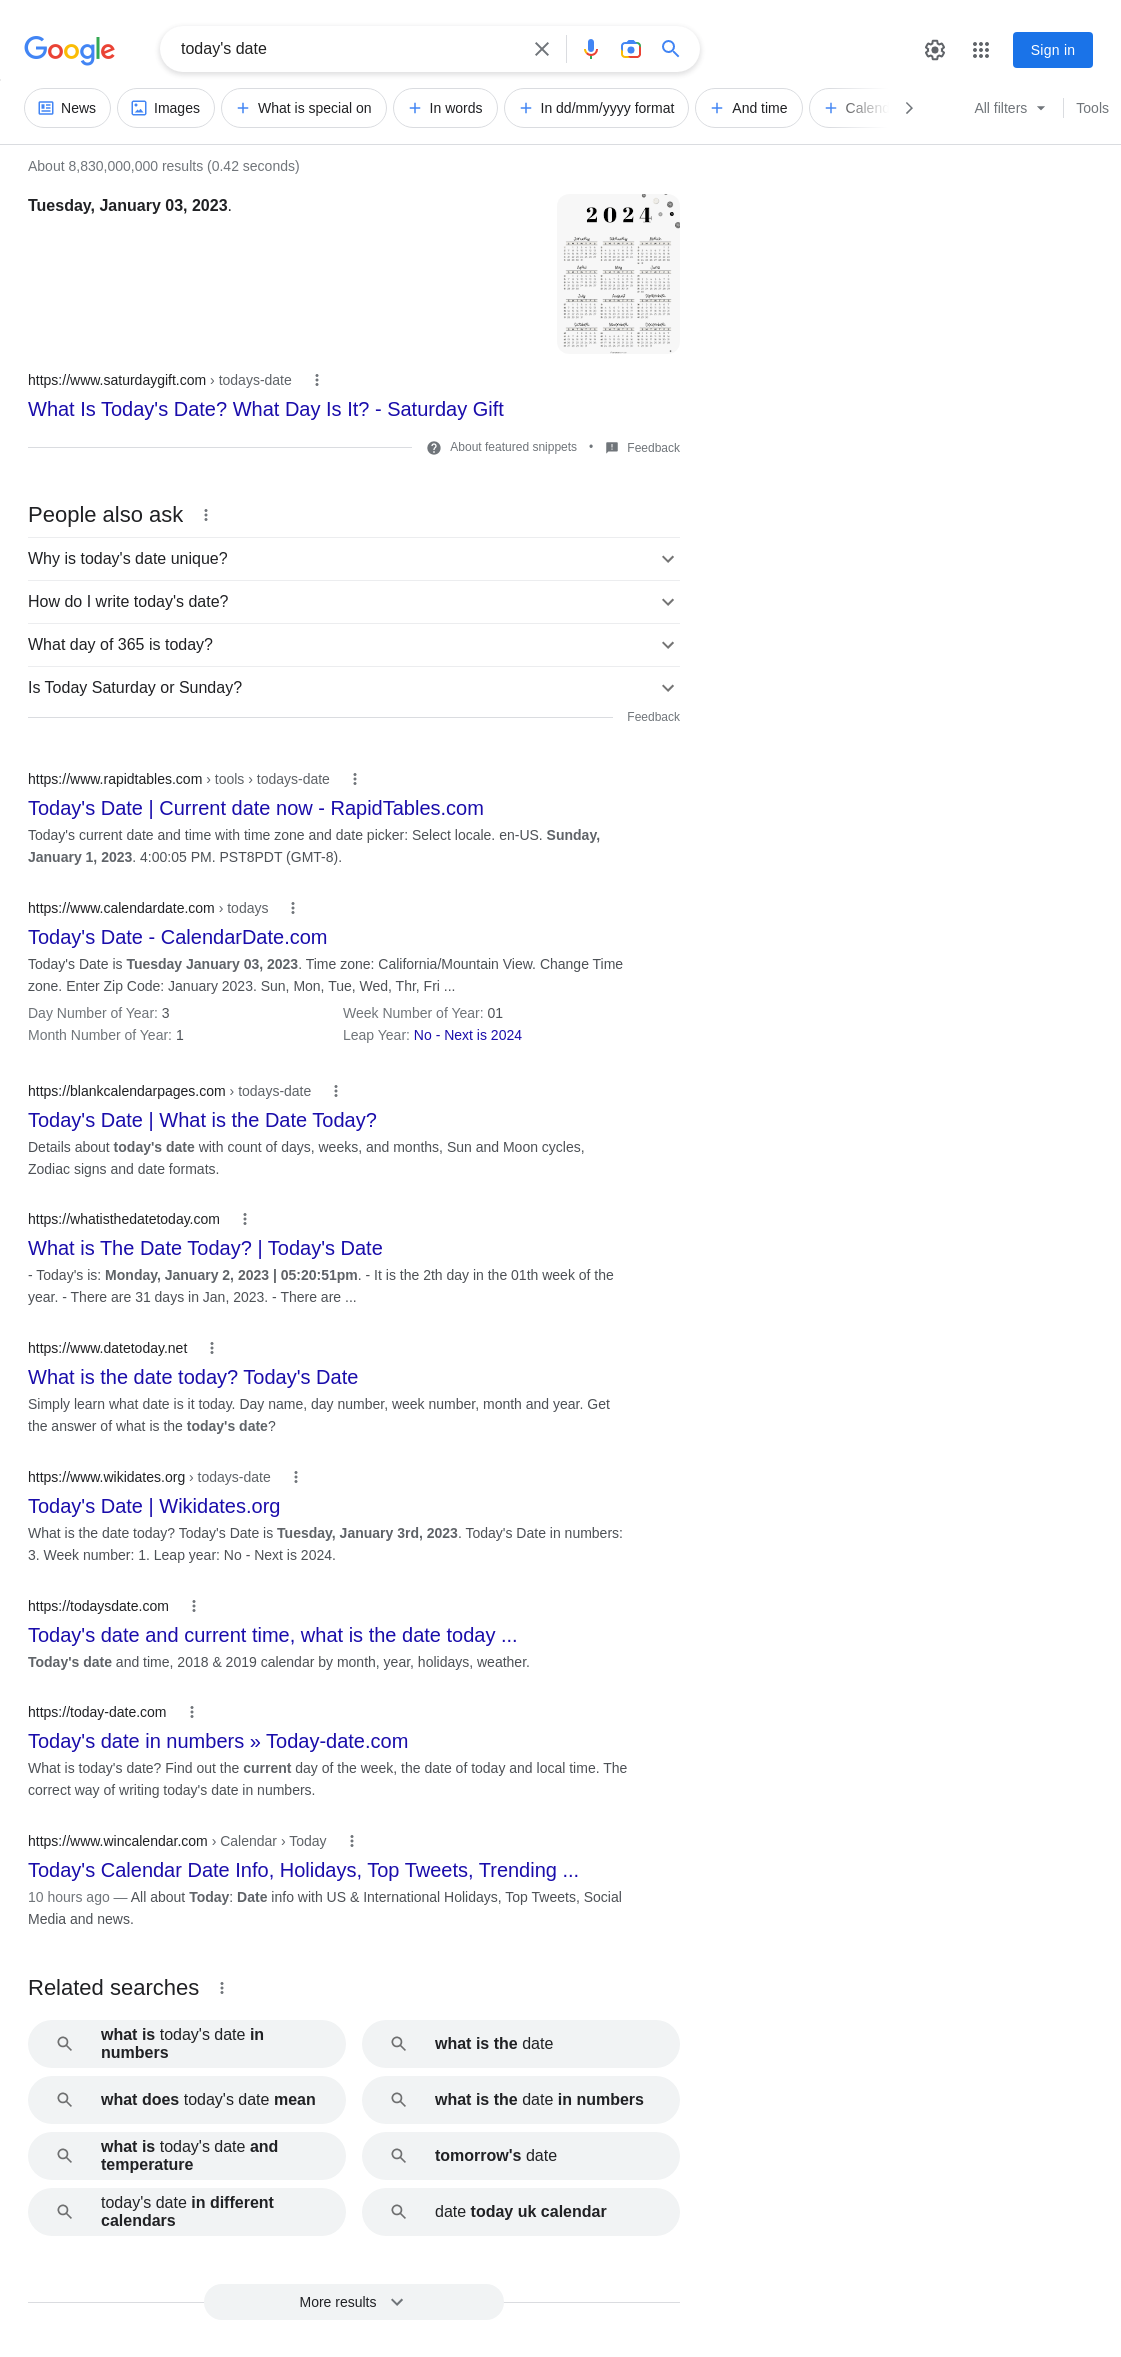 Google
today's date
Sign in
News
Images
What is special on
In words
In dd/mm/yyyy format
And time
All filters
Tools
About 8,830,000,000 results (0.42 seconds)
Tuesday, January 03, 2023.
2024
https://www.saturdaygift.com › todays-date
What Is Today's Date? What Day Is It? - Saturday Gift
About featured snippets • Feedback
People also ask
Why is today's date unique?
How do I write today's date?
What day of 365 is today?
Is Today Saturday or Sunday?
Feedback
https://www.rapidtables.com › tools › todays-date
Today's Date | Current date now - RapidTables.com
Today's current date and time with time zone and date picker: Select locale. en-US. Sunday,
January 1, 2023. 4:00:05 PM. PST8PDT (GMT-8).
https://www.calendardate.com › todays
Today's Date - CalendarDate.com
Today's Date is Tuesday January 03, 2023. Time zone: California/Mountain View. Change Time
zone. Enter Zip Code: January 2023. Sun, Mon, Tue, Wed, Thr, Fri ...
Day Number of Year: 3
Week Number of Year: 01
Month Number of Year: 1
Leap Year: No - Next is 2024
https://blankcalendarpages.com › todays-date
Today's Date | What is the Date Today?
Details about today's date with count of days, weeks, and months, Sun and Moon cycles,
Zodiac signs and date formats.
https://whatisthedatetoday.com
What is The Date Today? | Today's Date
- Today's is: Monday, January 2, 2023 | 05:20:51pm. - It is the 2th day in the 01th week of the
year. - There are 31 days in Jan, 2023. - There are ...
https://www.datetoday.net
What is the date today? Today's Date
Simply learn what date is it today. Day name, day number, week number, month and year. Get
the answer of what is the today's date?
https://www.wikidates.org › todays-date
Today's Date | Wikidates.org
What is the date today? Today's Date is Tuesday, January 3rd, 2023. Today's Date in numbers:
3. Week number: 1. Leap year: No - Next is 2024.
https://todaysdate.com
Today's date and current time, what is the date today ...
Today's date and time, 2018 & 2019 calendar by month, year, holidays, weather.
https://today-date.com
Today's date in numbers » Today-date.com
What is today's date? Find out the current day of the week, the date of today and local time. The
correct way of writing today's date in numbers.
https://www.wincalendar.com › Calendar › Today
Today's Calendar Date Info, Holidays, Top Tweets, Trending ...
10 hours ago — All about Today: Date info with US & International Holidays, Top Tweets, Social
Media and news.
Related searches
what is today's date in
numbers
what is the date
what does today's date mean
what is the date in numbers
what is today's date and
temperature
tomorrow's date
today's date in different
calendars
date today uk calendar
More results